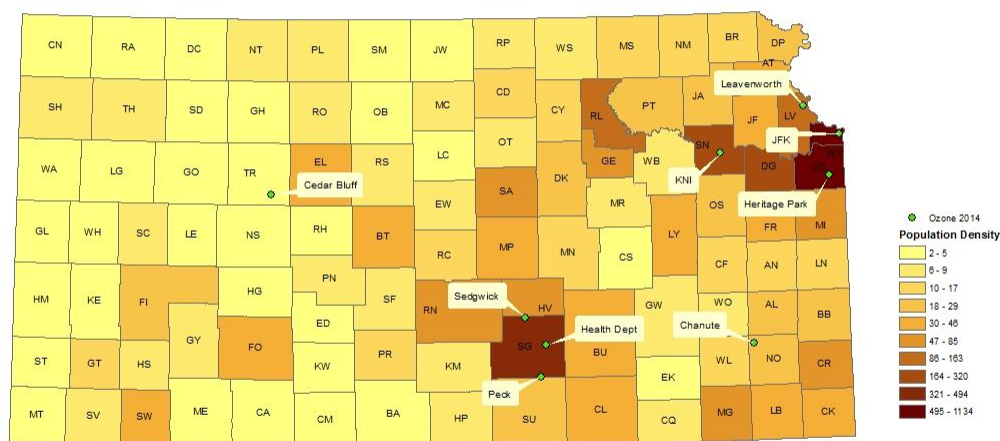 CN RA DC NT PL SM JW RP WS MS NM BR DP
AT
Leavenworth
SH TH SD GH RO OB MC CD CY RL PT JA JF LV
JFK
WA LG GO TR EL RS LC OT DK GE WB SN DG
Cedar Bluff
KNI
Heritage Park
EW SA MR OS
GL WH SC LE NS RH BT RC MP MN CS LY FR MI
HM KE FI HG PN SF RN HV GW CF AN LN
Sedgwick
ED WO AL BB
Health Dept
Chanute
ST GT HS GY FO KW PR KM SG BU EK WL NO CR
Peck
MT SV SW ME CA CM BA HP SU CL CQ MG LB CK
Ozone 2014
Population Density
2 - 5
6 - 9
10 - 17
18 - 29
30 - 46
47 - 85
86 - 163
164 - 320
321 - 494
495 - 1134